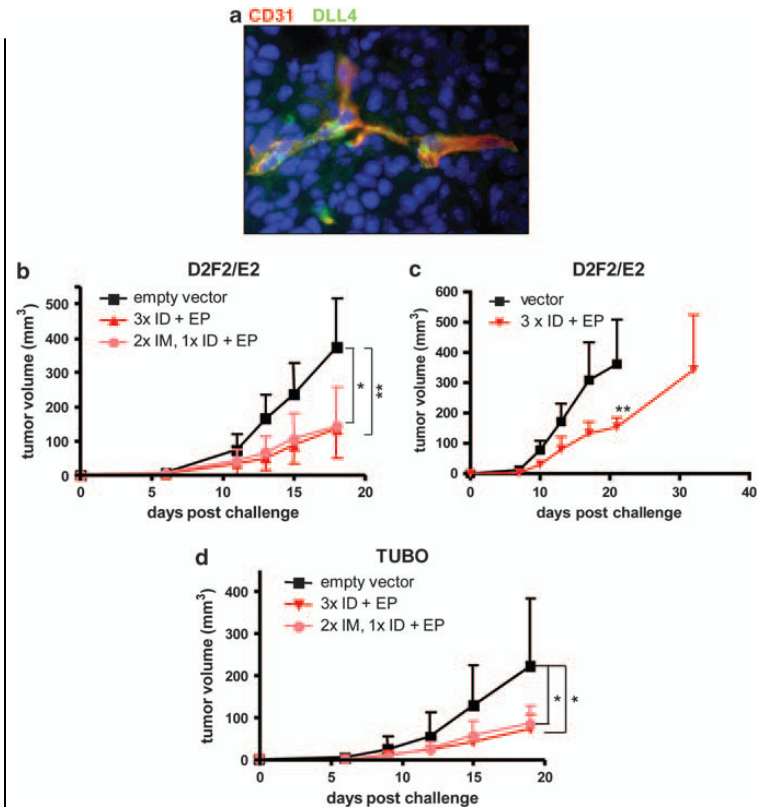 a CD31 DLL4
b D2F2/E2
empty vector
3x ID + EP
2x IM, 1x ID + EP
tumor volume (mm3)
500
400
300
200
100
0
0 5 10 15 20
days post challenge
*
**
c D2F2/E2
vector
3 x ID + EP
tumor volume (mm3)
600
500
400
300
200
100
0
0 10 20 30 40
days post challenge
**
d TUBO
empty vector
3x ID + EP
2x IM, 1x ID + EP
tumor volume (mm3)
400
300
200
100
0
0 5 10 15 20
days post challenge
* *